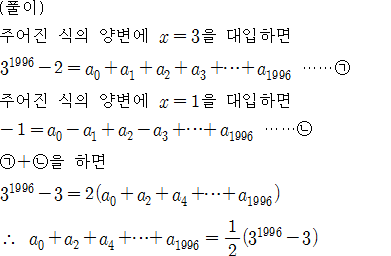 (풀이)
주어진 식의 양변에 x=3을 대입하면
3^1996 - 2 = a_0 + a_1 + a_2 + a_3 + ⋯ + a_1996 ⋯⋯㉠
주어진 식의 양변에 x=1을 대입하면
-1 = a_0 - a_1 + a_2 - a_3 + ⋯ + a_1996 ⋯⋯㉡
㉠+㉡을 하면
3^1996 - 3 = 2(a_0 + a_2 + a_4 + ⋯ + a_1996)
∴ a_0 + a_2 + a_4 + ⋯ + a_1996 = 1/2 (3^1996 - 3)